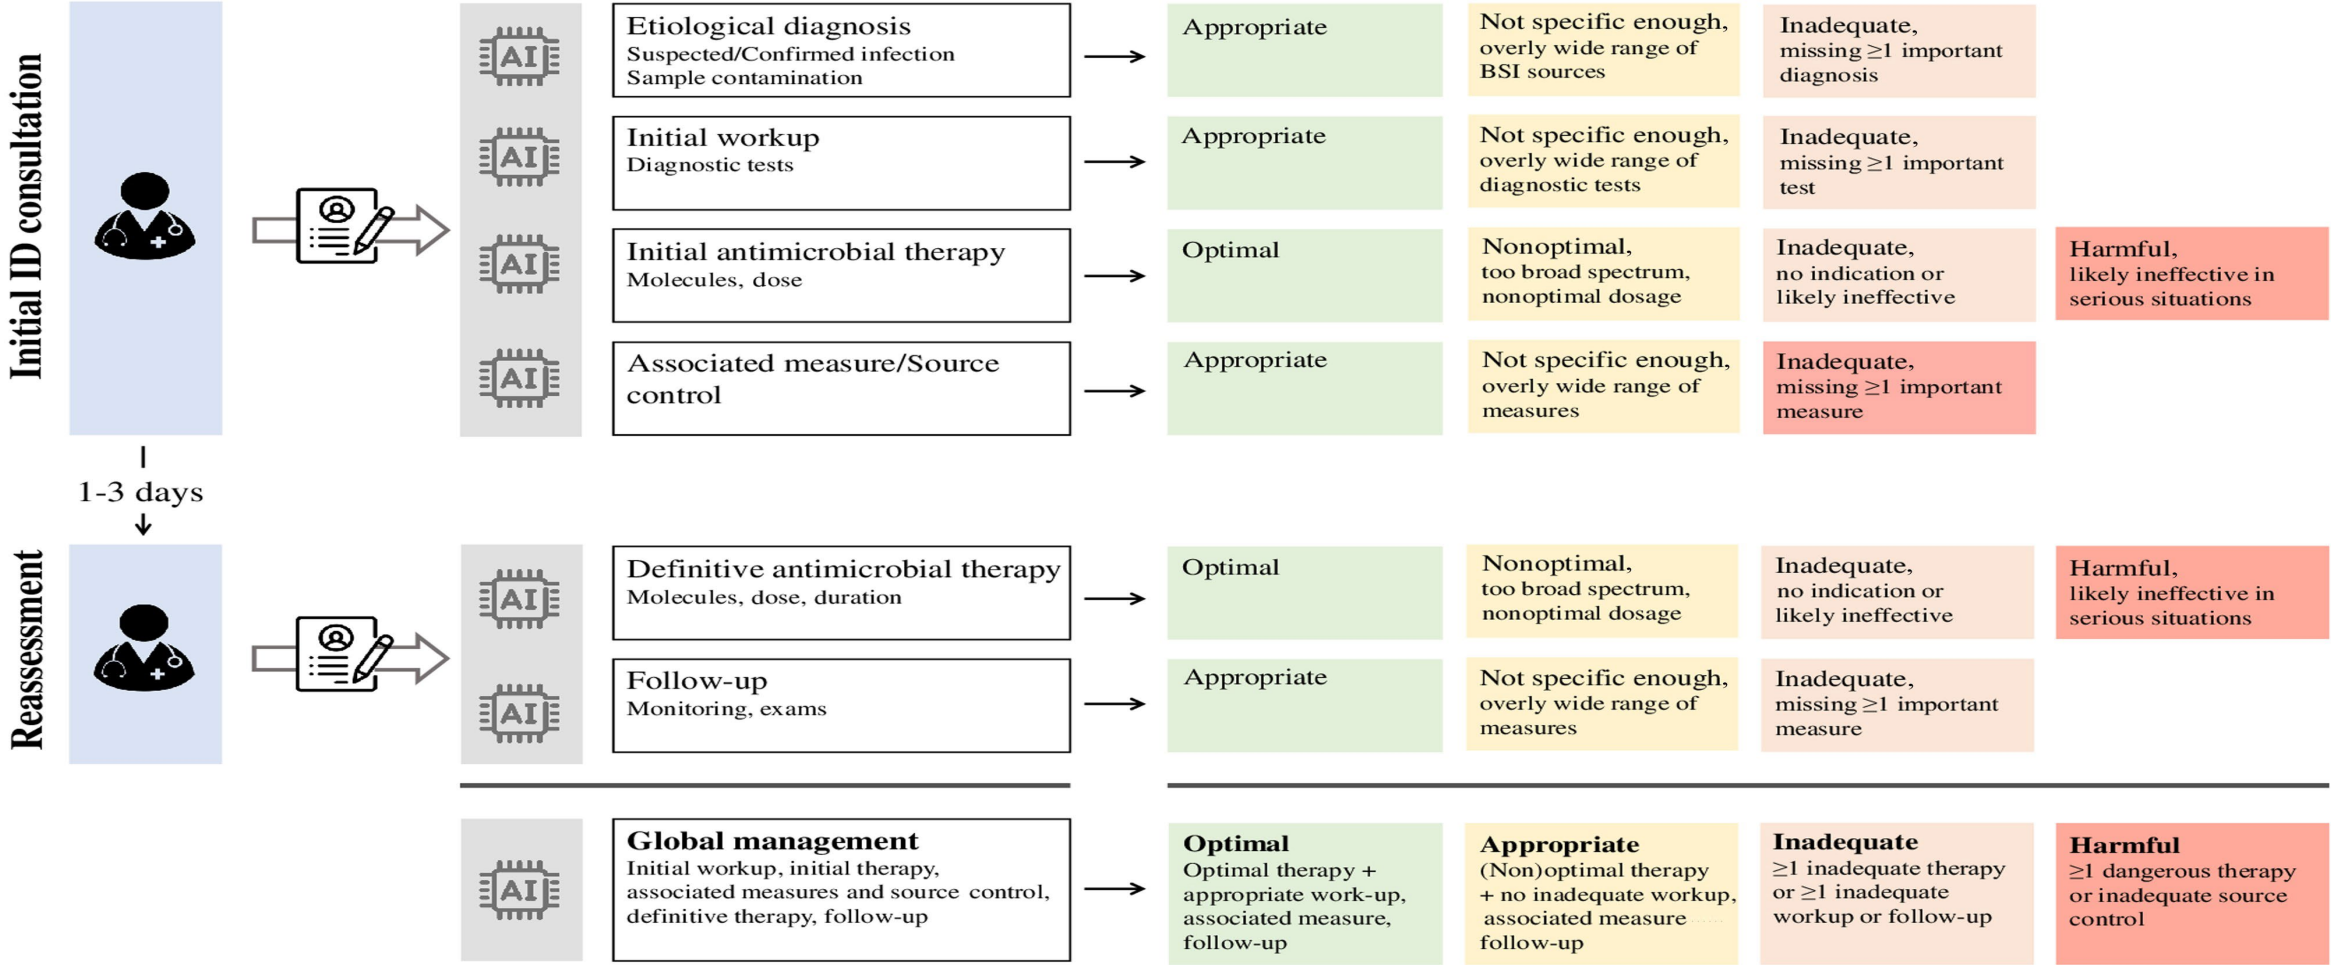 Initial ID consultation
AI
Etiological diagnosis
Suspected/Confirmed infection
Sample contamination
Appropriate
Not specific enough,
overly wide range of
BSI sources
Inadequate,
missing ≥1 important
diagnosis
AI
Initial workup
Diagnostic tests
Appropriate
Not specific enough,
overly wide range of
diagnostic tests
Inadequate,
missing ≥1 important
test
AI
Initial antimicrobial therapy
Molecules, dose
Optimal
Nonoptimal,
too broad spectrum,
nonoptimal dosage
Inadequate,
no indication or
likely ineffective
Harmful,
likely ineffective in
serious situations
AI
Associated measure/Source
control
Appropriate
Not specific enough,
overly wide range of
measures
Inadequate,
missing ≥1 important
measure
1-3 days
Reassessment
AI
Definitive antimicrobial therapy
Molecules, dose, duration
Optimal
Nonoptimal,
too broad spectrum,
nonoptimal dosage
Inadequate,
no indication or
likely ineffective
Harmful,
likely ineffective in
serious situations
AI
Follow-up
Monitoring, exams
Appropriate
Not specific enough,
overly wide range of
measures
Inadequate,
missing ≥1 important
measure
AI
Global management
Initial workup, initial therapy,
associated measures and source control,
definitive therapy, follow-up
Optimal
Optimal therapy +
appropriate work-up,
associated measure,
follow-up
Appropriate
(Non)optimal therapy
+ no inadequate workup,
associated measure
follow-up
Inadequate
≥1 inadequate therapy
or ≥1 inadequate
workup or follow-up
Harmful
≥1 dangerous therapy
or inadequate source
control